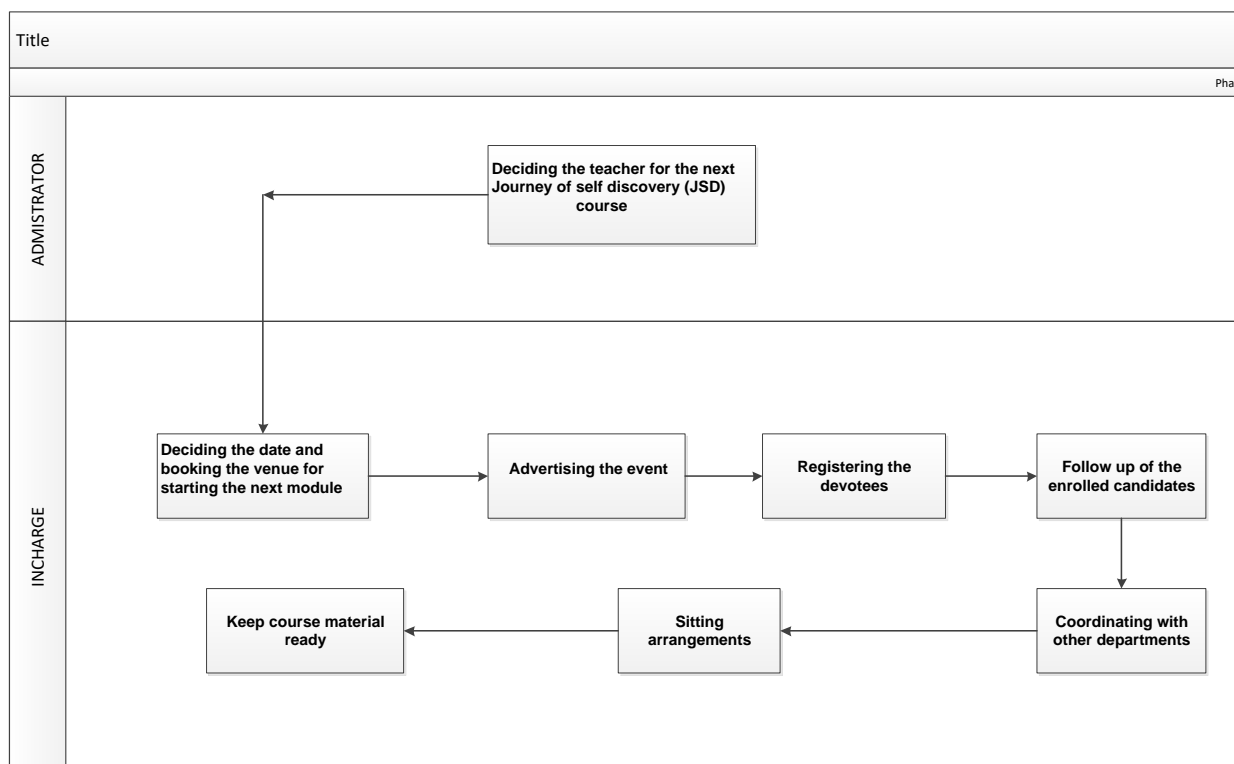 Title
Pha
ADMISTRATOR
Deciding the teacher for the next
Journey of self discovery (JSD)
course
INCHARGE
Deciding the date and
booking the venue for
starting the next module
Advertising the event
Registering the
devotees
Follow up of the
enrolled candidates
Keep course material
ready
Sitting
arrangements
Coordinating with
other departments